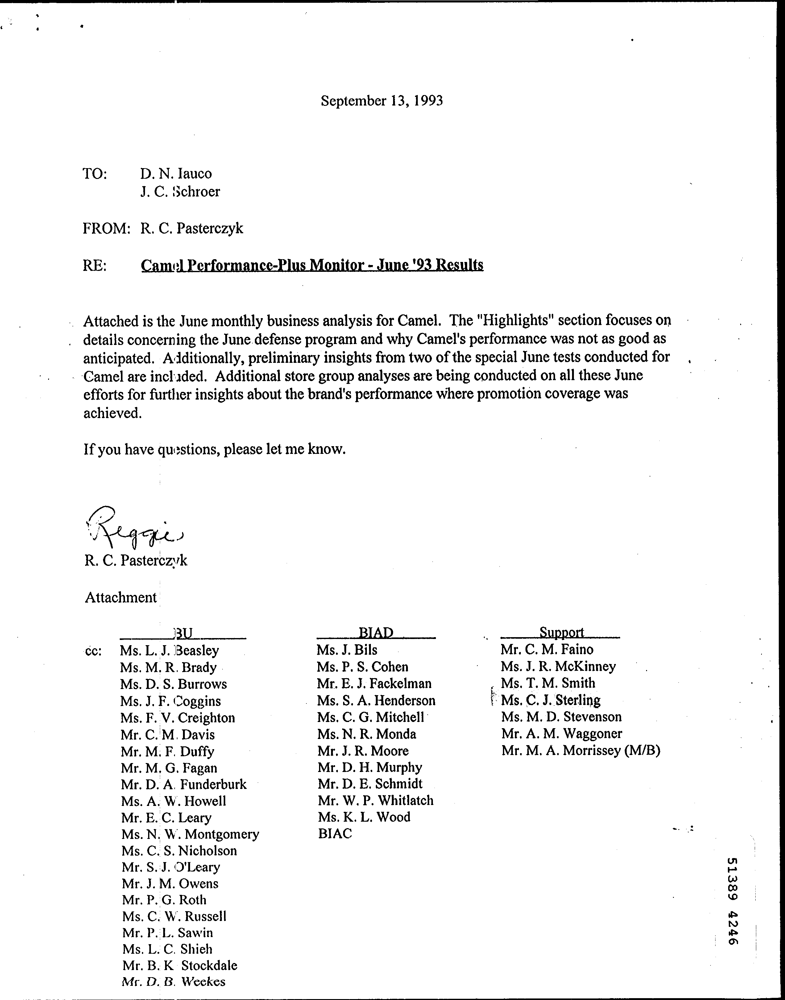 September 13, 1993
TO: D. N. Iauco
J. C. Schroer
FROM: R. C. Pasterczyk
RE: Camel Performance-Plus Monitor - June '93 Results
Attached is the June monthly business analysis for Camel. The "Highlights" section focuses on
details concerning the June defense program and why Camel's performance was not as good as
anticipated. Additionally, preliminary insights from two of the special June tests conducted for
Camel are included. Additional store group analyses are being conducted on all these June
efforts for further insights about the brand's performance where promotion coverage was
achieved.
If you have questions, please let me know.
Reggie
R. C. Pasterczyk
Attachment
BU BIAD Support
cc: Ms. L. J. Beasley Ms. J. Bils Mr. C. M. Faino
Ms. M. R. Brady Ms. P. S. Cohen Ms. J. R. McKinney
Ms. D. S. Burrows Mr. E. J. Fackelman Ms. T. M. Smith
Ms. J. F. Coggins Ms. S. A. Henderson Ms. C. J. Sterling
Ms. F. V. Creighton Ms. C. G. Mitchell Ms. M. D. Stevenson
Mr. C. M. Davis Ms. N. R. Monda Mr. A. M. Waggoner
Mr. M. F. Duffy Mr. J. R. Moore Mr. M. A. Morrissey (M/B)
Mr. M. G. Fagan Mr. D. H. Murphy
Mr. D. A. Funderburk Mr. D. E. Schmidt
Ms. A. W. Howell Mr. W. P. Whitlatch
Mr. E. C. Leary Ms. K. L. Wood
Ms. N. W. Montgomery BIAC
Ms. C. S. Nicholson
Mr. S. J. O'Leary
Mr. J. M. Owens
Mr. P. G. Roth
Ms. C. W. Russell
Mr. P. L. Sawin
Ms. L. C. Shieh
Mr. B. K Stockdale
Mr. D. B. Weekes
51389 4246